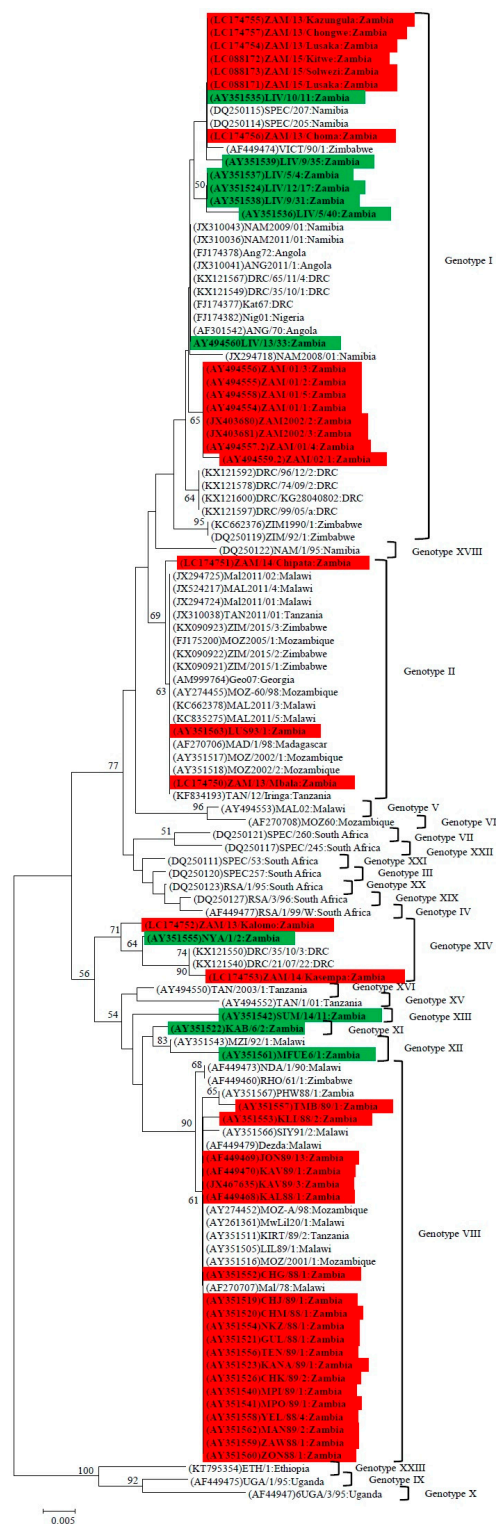 (LC174755)ZAM/13/Kazungula:Zambia
(LC174757)ZAM/13/Chongwe:Zambia
(LC174754)ZAM/13/Lusaka:Zambia
(LC088172)ZAM/15/Kitwe:Zambia
(LC088173)ZAM/15/Solwezi:Zambia
(LC088171)ZAM/15/Lusaka:Zambia
(AY351535)LIV/10/11:Zambia
(DQ250115)SPEC/207:Namibia
(DQ250114)SPEC/205:Namibia
(LC174756)ZAM/13/Choma:Zambia
(AF449474)VICT/90/1:Zimbabwe
(AY351539)LIV/9/35:Zambia
(AY351537)LIV/5/4:Zambia
50
(AY351524)LIV/12/17:Zambia
(AY351538)LIV/9/31:Zambia
(AY351536)LIV/5/40:Zambia
(JX310043)NAM2009/01:Namibia
(JX310036)NAM2011/01:Namibia
(FJ174378)Ang72:Angola
Genotype I
(JX310041)ANG2011/1:Angola
(KX121567)DRC/65/11/4:DRC
(KX121549)DRC/35/10/1:DRC
(FJ174377)Kat67:DRC
(FJ174382)Nig01:Nigeria
(AF301542)ANG/70:Angola
AY494560LIV/13/33:Zambia
(JX294718)NAM2008/01:Namibia
(AY494556)ZAM/01/3:Zambia
(AY494555)ZAM/01/2:Zambia
(AY494558)ZAM/01/5:Zambia
(AY494554)ZAM/01/1:Zambia
65
(JX403680)ZAM2002/2:Zambia
(JX403681)ZAM2002/3:Zambia
(AY494557.2)ZAM/01/4:Zambia
(AY494559.2)ZAM/02/1:Zambia
(KX121592)DRC/96/12/2:DRC
(KX121578)DRC/74/09/2:DRC
64
(KX121600)DRC/KG28040802:DRC
(KX121597)DRC/99/05/a:DRC
95
(KC662376)ZIM1990/1:Zimbabwe
(DQ250119)ZIM/92/1:Zimbabwe
(DQ250122)NAM/1/95:Namibia
Genotype XVIII
(LC174751)ZAM/14/Chipata:Zambia
(JX294725)Mal2011/02:Malawi
(JX524217)MAL2011/4:Malawi
(JX294724)Mal2011/01:Malawi
69
(JX310038)TAN2011/01:Tanzania
(KX090923)ZIM/2015/3:Zimbabwe
(FJ175200)MOZ2005/1:Mozambique
(KX090922)ZIM/2015/2:Zimbabwe
(KX090921)ZIM/2015/1:Zimbabwe
Genotype II
(AM999764)Geo07:Georgia
63
(AY274455)MOZ-60/98:Mozambique
(KC662378)MAL2011/3:Malawi
(KC835275)MAL2011/5:Malawi
(AY351563)LUS93/1:Zambia
(AF270706)MAD/1/98:Madagascar
(AY351517)MOZ/2002/1:Mozambique
(AY351518)MOZ2002/2:Mozambique
77
(LC174750)ZAM/13/Mbala:Zambia
(KF834193)TAN/12/Iringa:Tanzania
96
(AY494553)MAL02:Malawi
Genotype V
(AF270708)MOZ60:Mozambique
Genotype VI
51
(DQ250121)SPEC/260:South Africa
Genotype VII
(DQ250117)SPEC/245:South Africa
Genotype XXII
(DQ250111)SPEC/53:South Africa
Genotype XXI
(DQ250120)SPEC257:South Africa
Genotype III
(DQ250123)RSA/1/95:South Africa
Genotype XX
(DQ250127)RSA/3/96:South Africa
Genotype XIX
(AF449477)RSA/1/99/W:South Africa
Genotype IV
(LC174752)ZAM/13/Kalomo:Zambia
71
(AY351555)NYA/1/2:Zambia
64
(KX121550)DRC/35/10/3:DRC
Genotype XIV
74
(KX121540)DRC/21/07/22:DRC
90
(LC174753)ZAM/14/Kasempa:Zambia
56
(AY494550)TAN/2003/1:Tanzania
Genotype XVI
(AY494552)TAN/1/01:Tanzania
Genotype XV
54
(AY351542)SUM/14/11:Zambia
Genotype XIII
(AY351522)KAB/6/2:Zambia
Genotype XI
83
(AY351543)MZI/92/1:Malawi
(AY351561)MFUE6/1:Zambia
Genotype XII
68
(AF449473)NDA/1/90:Malawi
(AF449460)RHO/61/1:Zimbabwe
65
(AY351567)PHW88/1:Zambia
(AY351557)TMB/89/1:Zambia
(AY351553)KLI/88/2:Zambia
90
(AY351566)SIY91/2:Malawi
(AF449479)Dezda:Malawi
(AF449469)JON89/13:Zambia
(AF449470)KAV89/1:Zambia
(JX467635)KAV89/3:Zambia
61
(AF449468)KAL88/1:Zambia
(AY274452)MOZ-A/98:Mozambique
(AY261361)MwLil20/1:Malawi
Genotype VIII
(AY351511)KIRT/89/2:Tanzania
(AY351505)LIL89/1:Malawi
(AY351516)MOZ/2001/1:Mozambique
(AY351552)CHG/88/1:Zambia
(AF270707)Mal/78:Malawi
(AY351519)CHJ/89/1:Zambia
(AY351520)CHM/88/1:Zambia
(AY351554)NKZ/88/1:Zambia
(AY351521)GUL/88/1:Zambia
(AY351556)TEN/89/1:Zambia
(AY351523)KANA/89/1:Zambia
(AY351526)CHK/89/2:Zambia
(AY351540)MPI/89/1:Zambia
(AY351541)MPO/89/1:Zambia
(AY351558)YEL/88/4:Zambia
(AY351562)MAN89/2:Zambia
(AY351559)ZAW88/1:Zambia
(AY351560)ZON88/1:Zambia
100
(KT795354)ETH/1:Ethiopia
Genotype XXIII
92
(AF449475)UGA/1/95:Uganda
Genotype IX
(AF44947)6UGA/3/95:Uganda
Genotype X
0.005